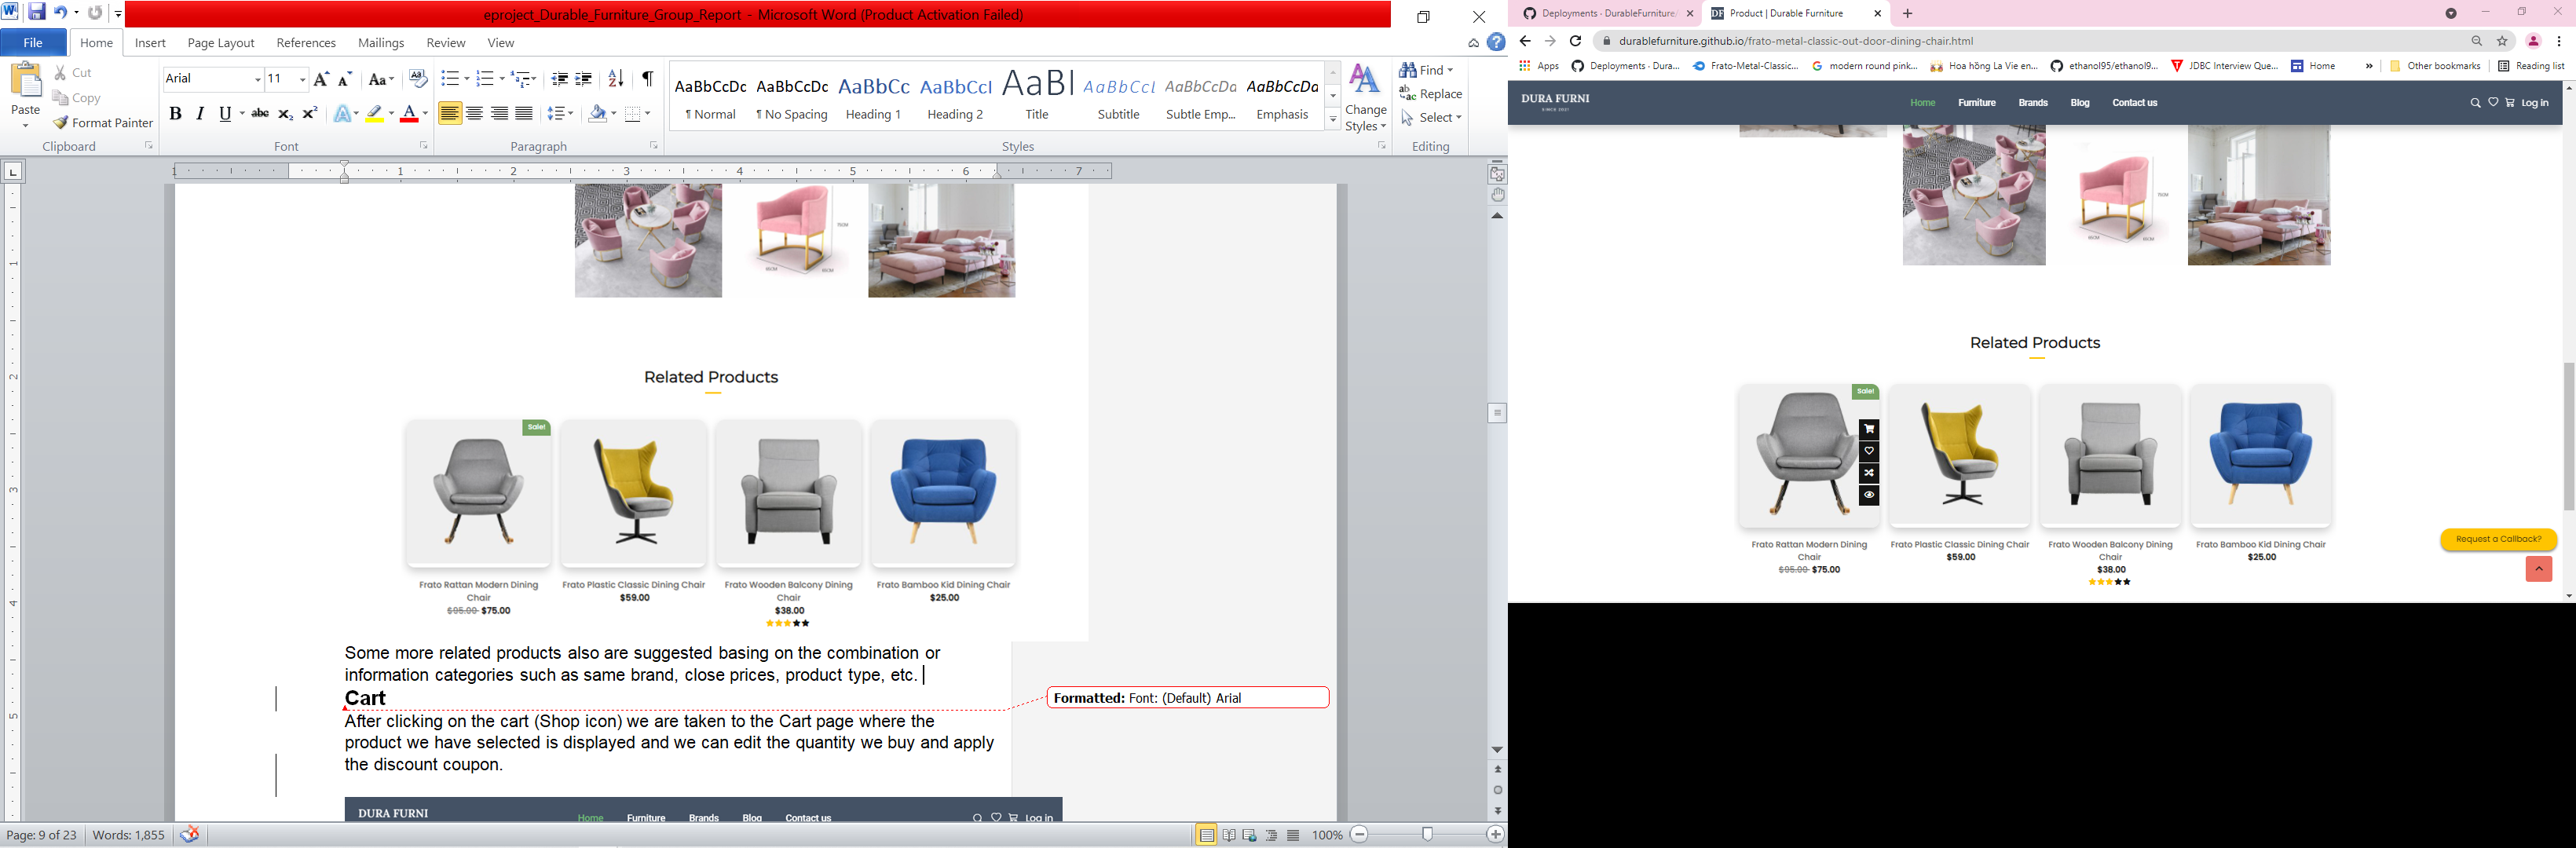 eproject_Durable_Furniture_Group_Report - Microsoft Word (Product Activation Failed)
File Home Insert Page Layout References Mailings Review View
Paste
Cut
Copy
Format Painter
Clipboard
Arial 11
Font
Paragraph
AaBbCcDc AaBbCcDc AaBbCc AaBbCcI AaBI AaBbCcL AaBbCcDa AaBbCcDa
¶ Normal ¶ No Spacing Heading 1 Heading 2 Title Subtitle Subtle Emp... Emphasis
Change
Styles
Styles
Find
Replace
Select
Editing
1 1 2 3 4 5 6 7
Related Products
Sale!
Frato Rattan Modern Dining
Chair
$95.00 $75.00
Frato Plastic Classic Dining Chair
$59.00
Frato Wooden Balcony Dining
Chair
$38.00
Frato Bamboo Kid Dining Chair
$25.00
Some more related products also are suggested basing on the combination or
information categories such as same brand, close prices, product type, etc.
Cart
Formatted: Font: (Default) Arial
After clicking on the cart (Shop icon) we are taken to the Cart page where the
product we have selected is displayed and we can edit the quantity we buy and apply
the discount coupon.
DURA FURNI
Home Furniture Brands Blog Contact us Log in
Page: 9 of 23 Words: 1,855
100%
Deployments · DurableFurniture/
Product | Durable Furniture
durablefurniture.github.io/frato-metal-classic-out-door-dining-chair.html
Apps Deployments · Dura... Frato-Metal-Classic... modern round pink... Hoa hồng La Vie en... ethanol95/ethanol9... JDBC Interview Que... Home » Other bookmarks Reading list
DURA FURNI
SINCE 2021
Home Furniture Brands Blog Contact us Log in
Related Products
Sale!
Frato Rattan Modern Dining
Chair
$95.00 $75.00
Frato Plastic Classic Dining Chair
$59.00
Frato Wooden Balcony Dining
Chair
$38.00
Frato Bamboo Kid Dining Chair
$25.00
Request a Callback?